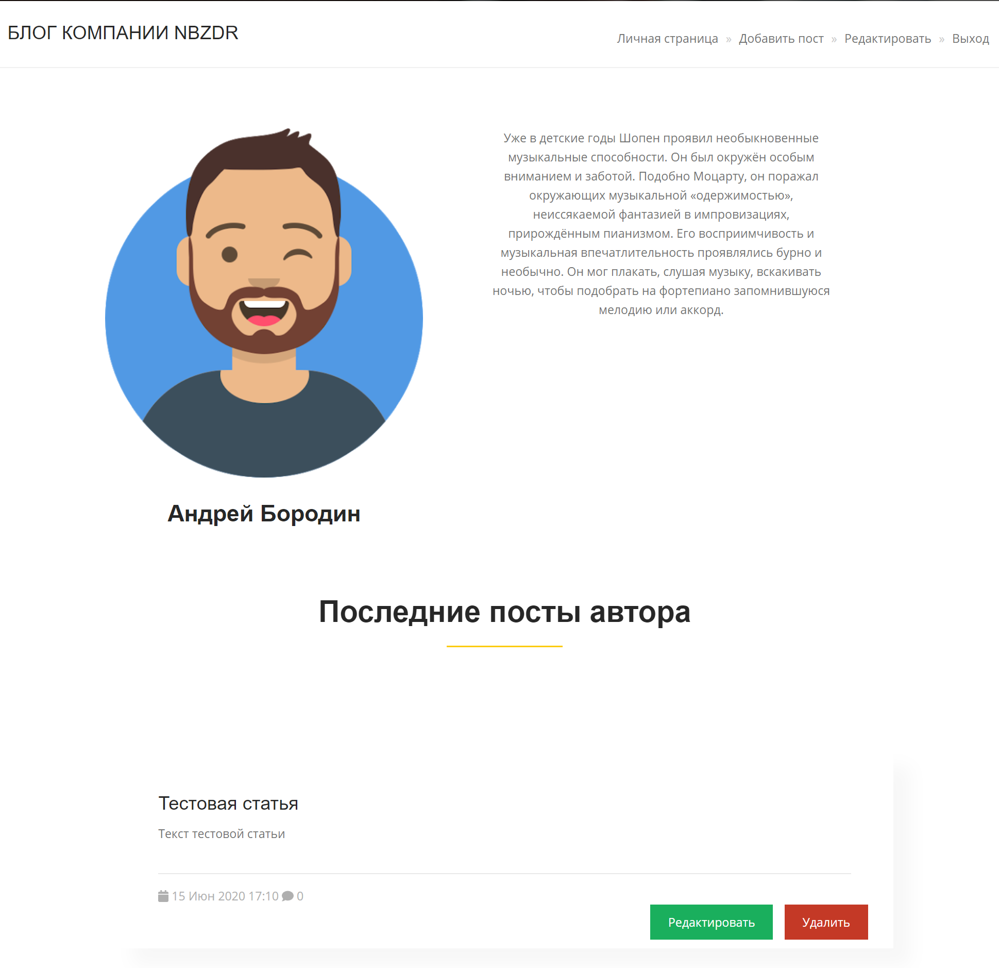 БЛОГ КОМПАНИИ NBZDR
Личная страница » Добавить пост » Редактировать » Выход
Уже в детские годы Шопен проявил необыкновенные
музыкальные способности. Он был окружён особым
вниманием и заботой. Подобно Моцарту, он поражал
окружающих музыкальной «одержимостью»,
неиссякаемой фантазией в импровизациях,
прирождённым пианизмом. Его восприимчивость и
музыкальная впечатлительность проявлялись бурно и
необычно. Он мог плакать, слушая музыку, вскакивать
ночью, чтобы подобрать на фортепиано запомнившуюся
мелодию или аккорд.
Андрей Бородин
Последние посты автора
Тестовая статья
Текст тестовой статьи
15 Июн 2020 17:10 0
Редактировать
Удалить